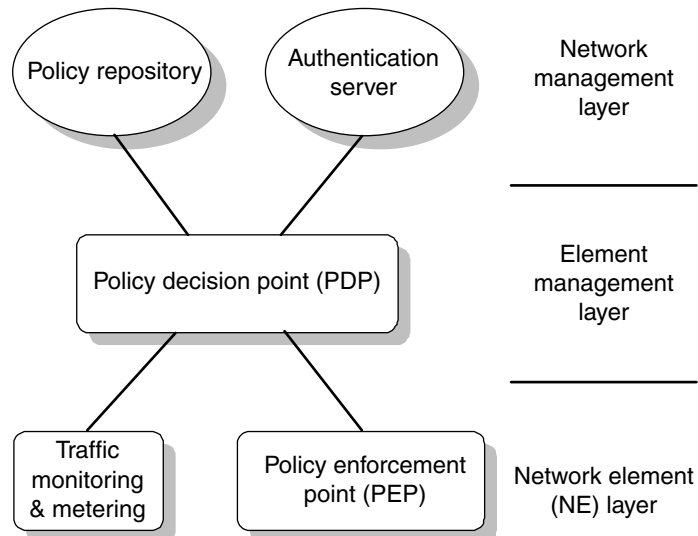 Policy repository
Authentication
server
Network
management
layer
Policy decision point (PDP)
Element
management
layer
Traffic
monitoring
& metering
Policy enforcement
point (PEP)
Network element
(NE) layer